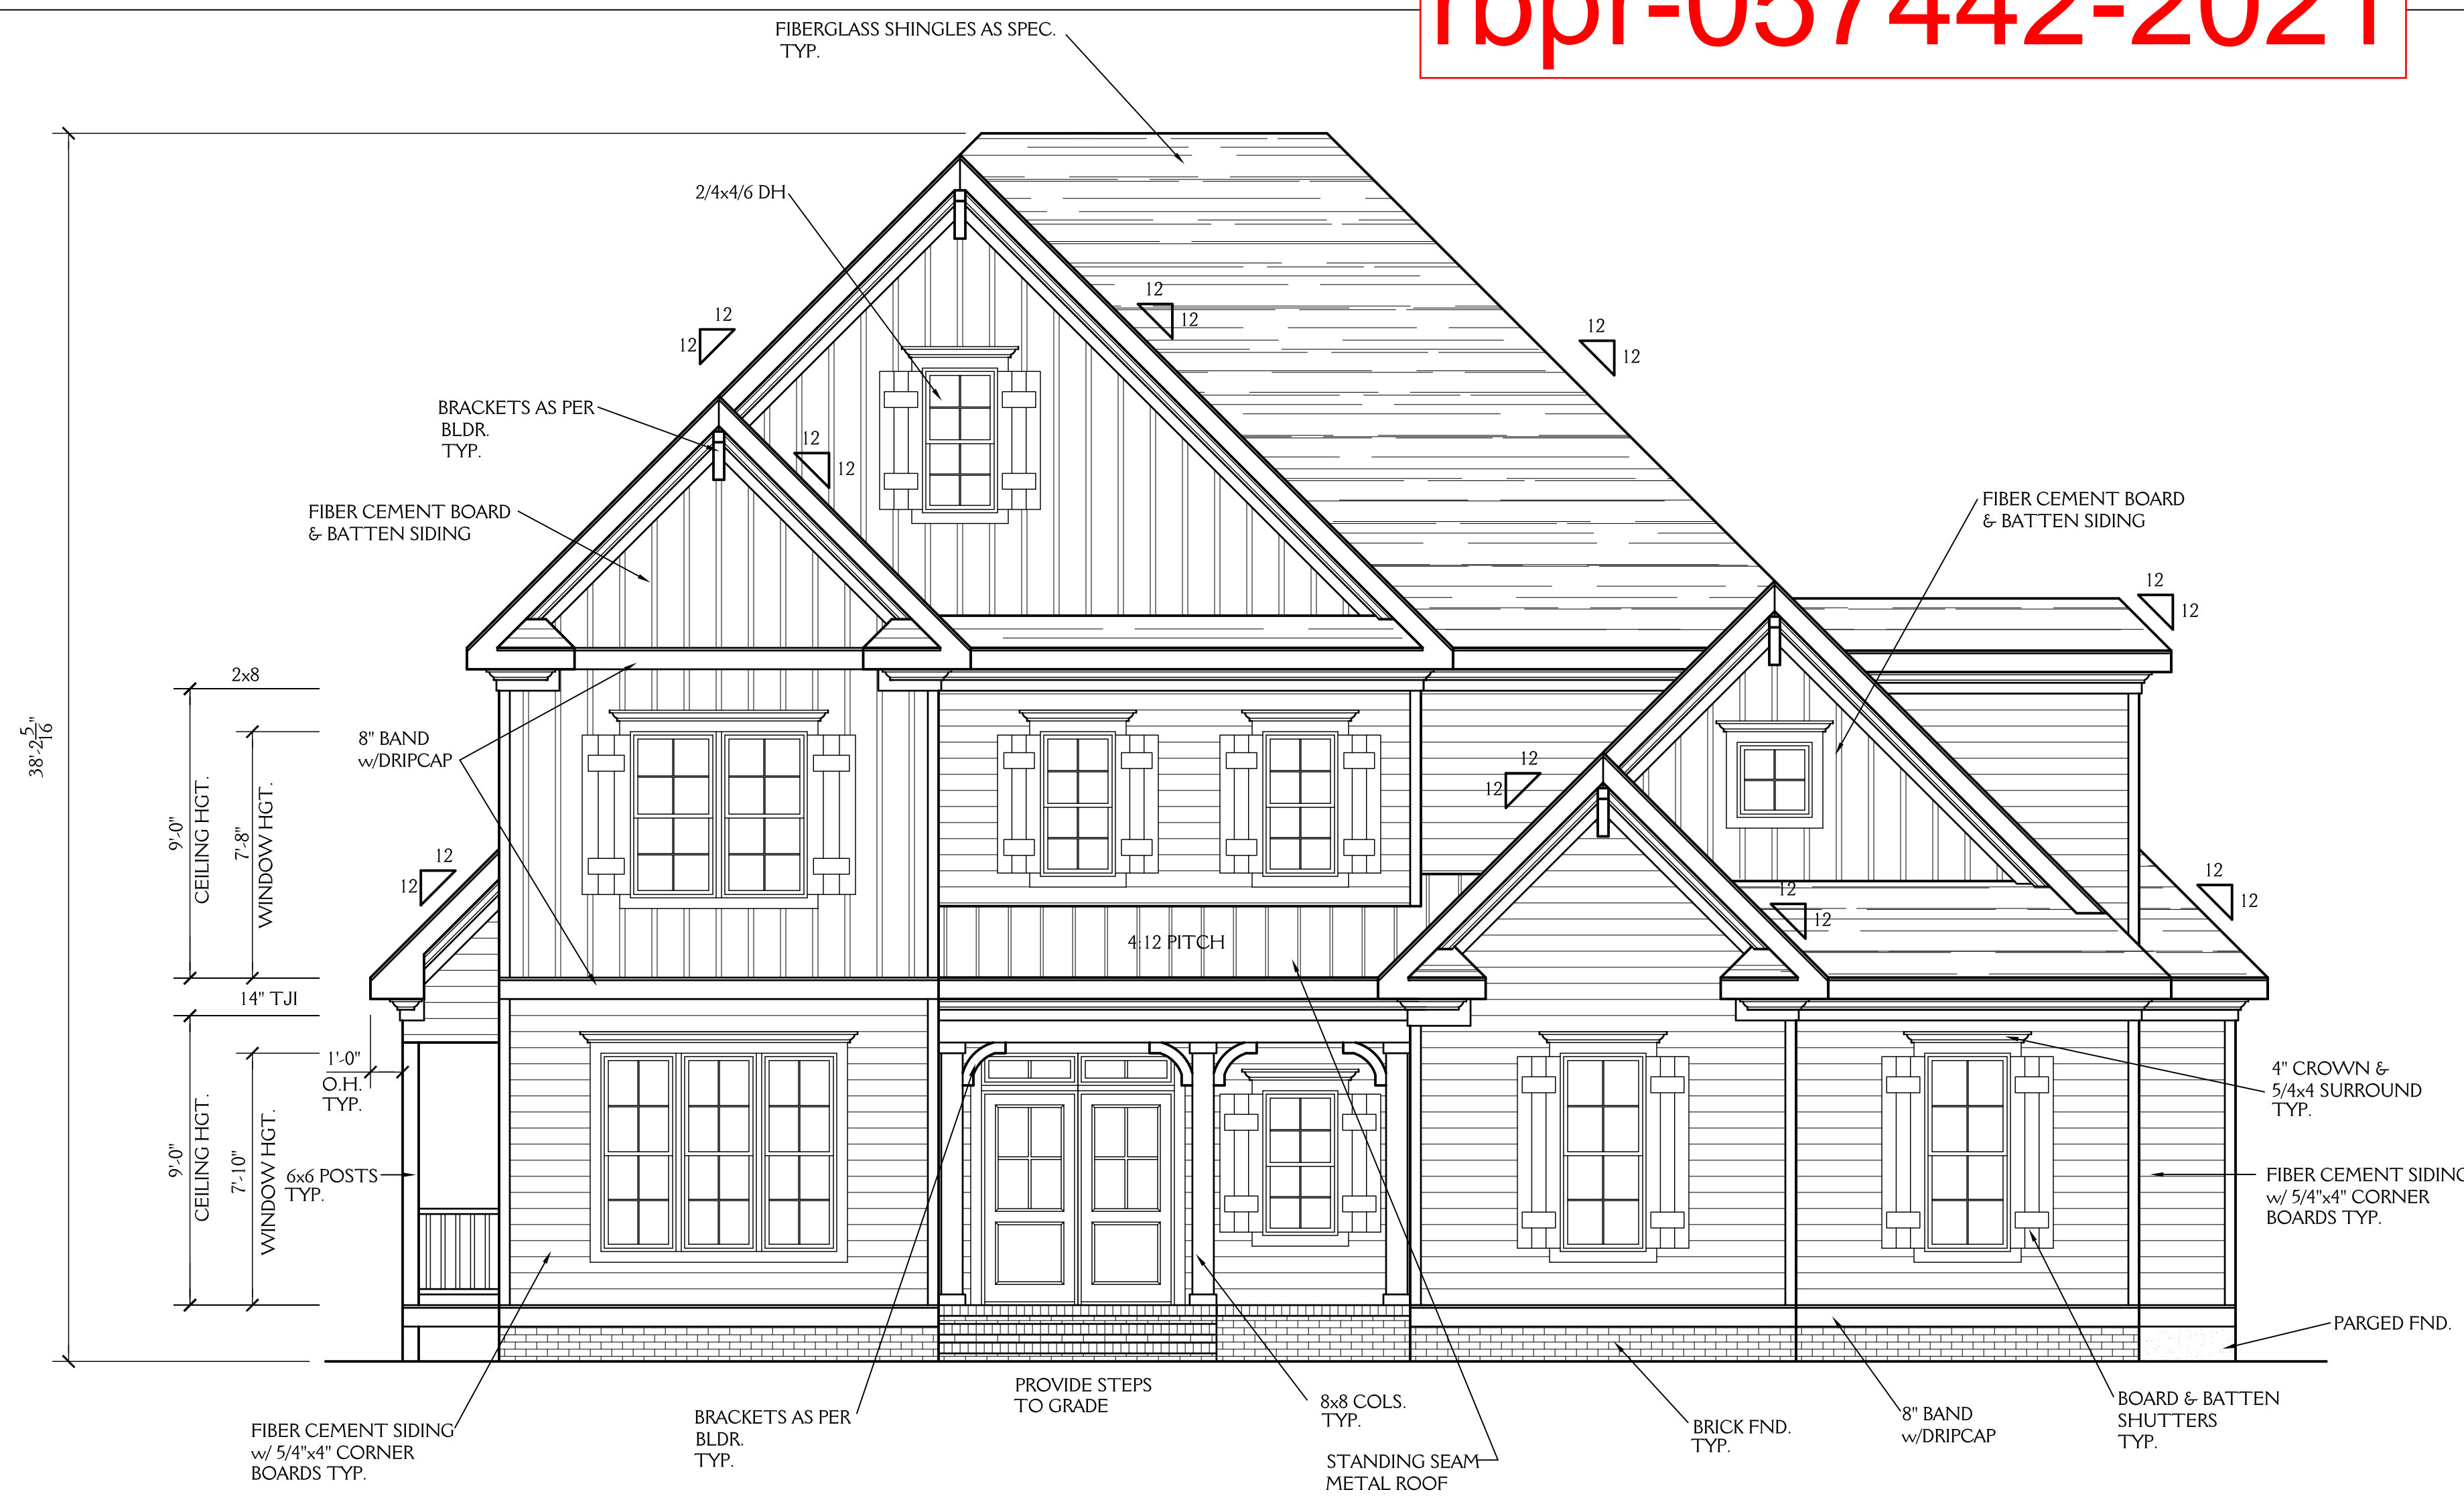 rbpr-057442-2021
FIBERGLASS SHINGLES AS SPEC.
TYP.
2/4x4/6 DH
12
12
12
12
12
12
BRACKETS AS PER
BLDR.
TYP.
12
12
FIBER CEMENT BOARD
& BATTEN SIDING
FIBER CEMENT BOARD
& BATTEN SIDING
12
12
2x8
38'-2 5/16"
8" BAND
w/DRIPCAP
9'-0"
CEILING HGT.
7'-8"
WINDOW HGT.
12
12
12
12
12
12
12
12
4:12 PITCH
14" TJI
1'-0"
O.H.
TYP.
9'-0"
CEILING HGT.
7'-10"
WINDOW HGT.
6x6 POSTS
TYP.
4" CROWN &
5/4x4 SURROUND
TYP.
FIBER CEMENT SIDING
w/ 5/4"x4" CORNER
BOARDS TYP.
PARGED FND.
PROVIDE STEPS
TO GRADE
8x8 COLS.
TYP.
BRICK FND.
TYP.
8" BAND
w/DRIPCAP
BOARD & BATTEN
SHUTTERS
TYP.
FIBER CEMENT SIDING
w/ 5/4"x4" CORNER
BOARDS TYP.
BRACKETS AS PER
BLDR.
TYP.
STANDING SEAM
METAL ROOF